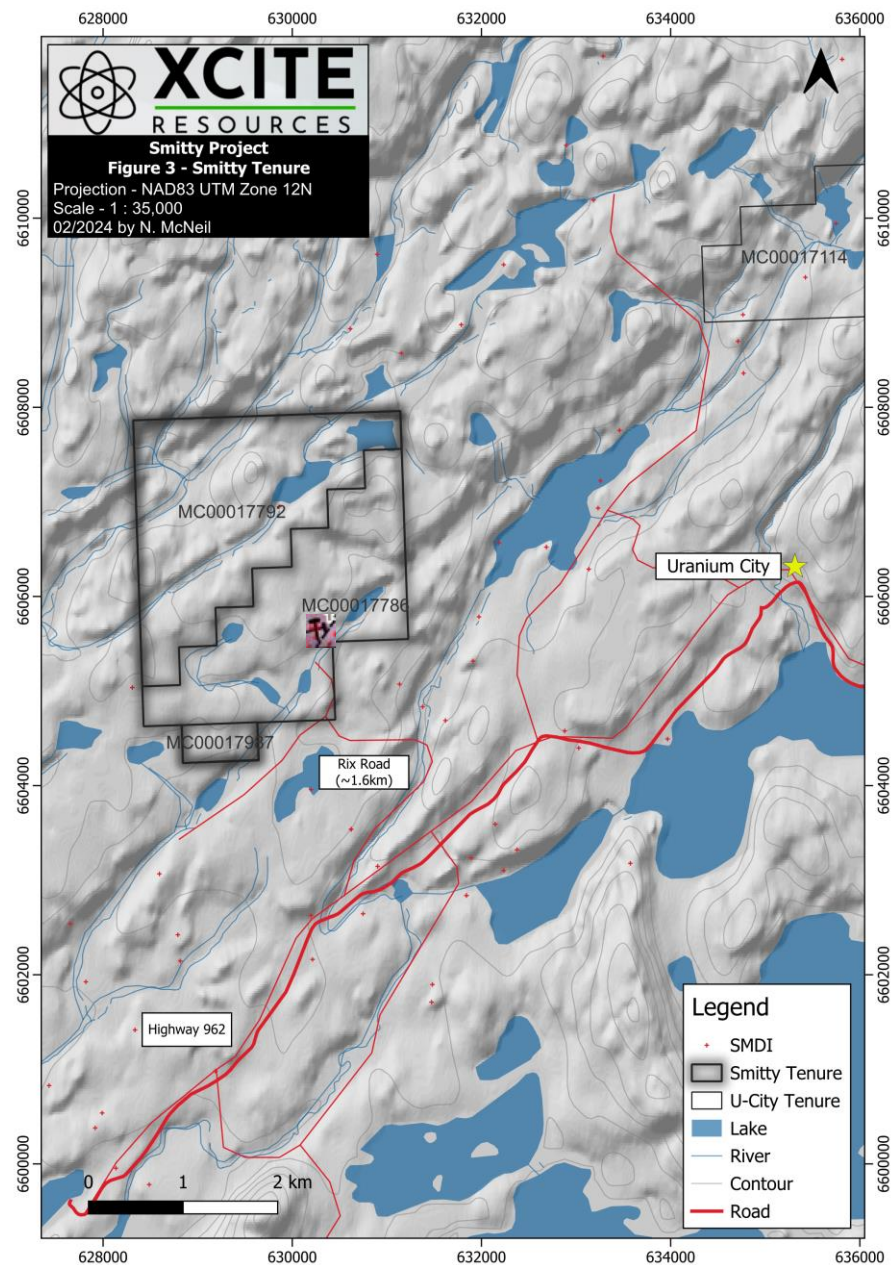 628000 630000 632000 634000 636000
XCITE
RESOURCES
Smitty Project
Figure 3 - Smitty Tenure
Projection - NAD83 UTM Zone 12N
Scale - 1 : 35,000
02/2024 by N. McNeil
6610000
6610000
MC00017114
6608000
6608000
MC00017792
Uranium City
6606000
6606000
MC00017786
MC00017987
Rix Road
(~1.6km)
6604000
6604000
6602000
6602000
Highway 962
Legend
SMDI
Smitty Tenure
U-City Tenure
Lake
River
Contour
Road
6600000
6600000
0 1 2 km
628000 630000 632000 634000 636000